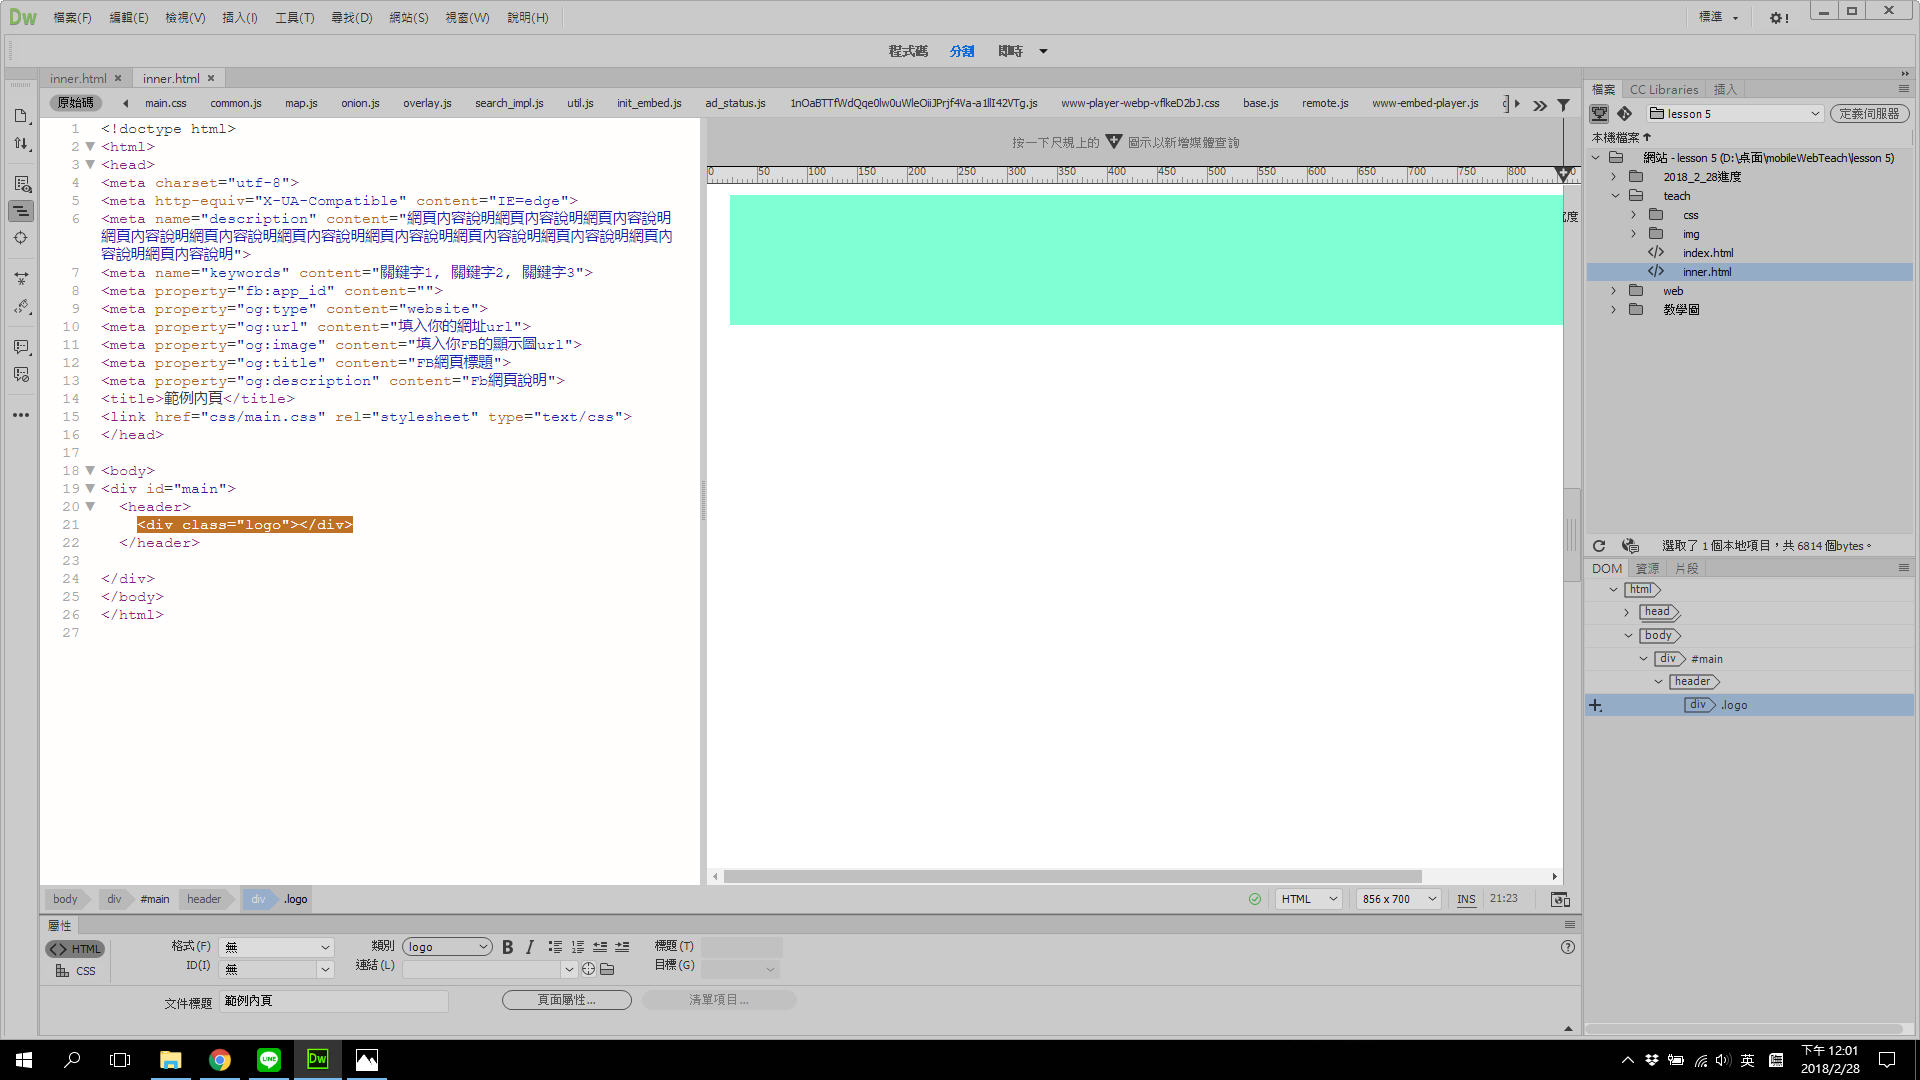 Dw 檔案(F) 編輯(E) 檢視(V) 插入(I) 工具(T) 尋找(D) 網站(S) 視窗(W) 說明(H) 標準
程式碼 分割 即時
inner.html inner.html
原始碼 main.css common.js map.js onion.js overlay.js search_impl.js util.js init_embed.js ad_status.js www-player-webp-vflkeD2bJ.css base.js remote.js www-embed-player.js
1 <!doctype html>
2 <html>
3 <head>
4 <meta charset="utf-8">
5 <meta http-equiv="X-UA-Compatible" content="IE=edge">
6 <meta name="description" content="網頁內容說明網頁內容說明網頁內容說明
網頁內容說明網頁內容說明網頁內容說明網頁內容說明網頁內容說明網頁內容說明網頁內
容說明網頁內容說明">
7 <meta name="keywords" content="關鍵字1, 關鍵字2, 關鍵字3">
8 <meta property="fb:app_id" content="">
9 <meta property="og:type" content="website">
10 <meta property="og:url" content="填入你的網址url">
11 <meta property="og:image" content="填入你FB的顯示圖url">
12 <meta property="og:title" content="FB網頁標題">
13 <meta property="og:description" content="Fb網頁說明">
14 <title>範例內頁</title>
15 <link href="css/main.css" rel="stylesheet" type="text/css">
16 </head>
17
18 <body>
19 <div id="main">
20 <header>
21 <div class="logo"></div>
22 </header>
23
24 </div>
25 </body>
26 </html>
27
按一下尺規上的 圖示以新增媒體查詢
0 50 100 150 200 250 300 350 400 450 500 550 600 650 700 750 800
body div #main header div .logo
HTML 856 x 700 INS 21:23
屬性
HTML
CSS
格式(F) 無 類別 logo B I 標題(T)
ID(I) 無 連結(L) 目標(G)
文件標題 範例內頁 頁面屬性... 清單項目...
檔案 CC Libraries 插入
lesson 5 定義伺服器
本機檔案
網站 - lesson 5 (D:\桌面\mobileWebTeach\lesson 5)
2018_2_28進度
teach
css
img
index.html
inner.html
web
教學圖
選取了 1 個本地項目，共 6814 個bytes。
DOM 資源 片段
html
head
body
div #main
header
div .logo
Dw
LINE
英
下午 12:01
2018/2/28